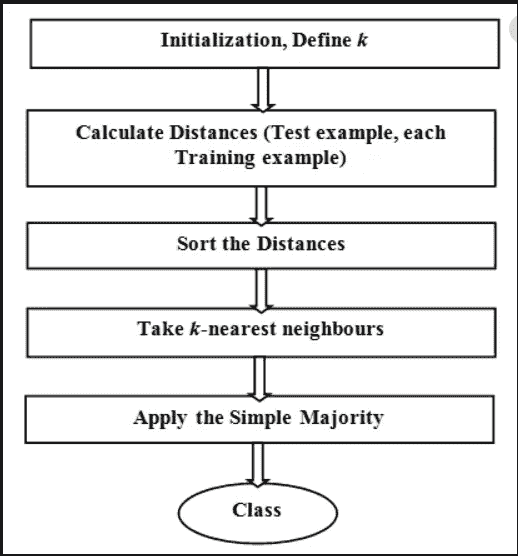 Initialization, Define k
Calculate Distances (Test example, each
Training example)
Sort the Distances
Take k-nearest neighbours
Apply the Simple Majority
Class